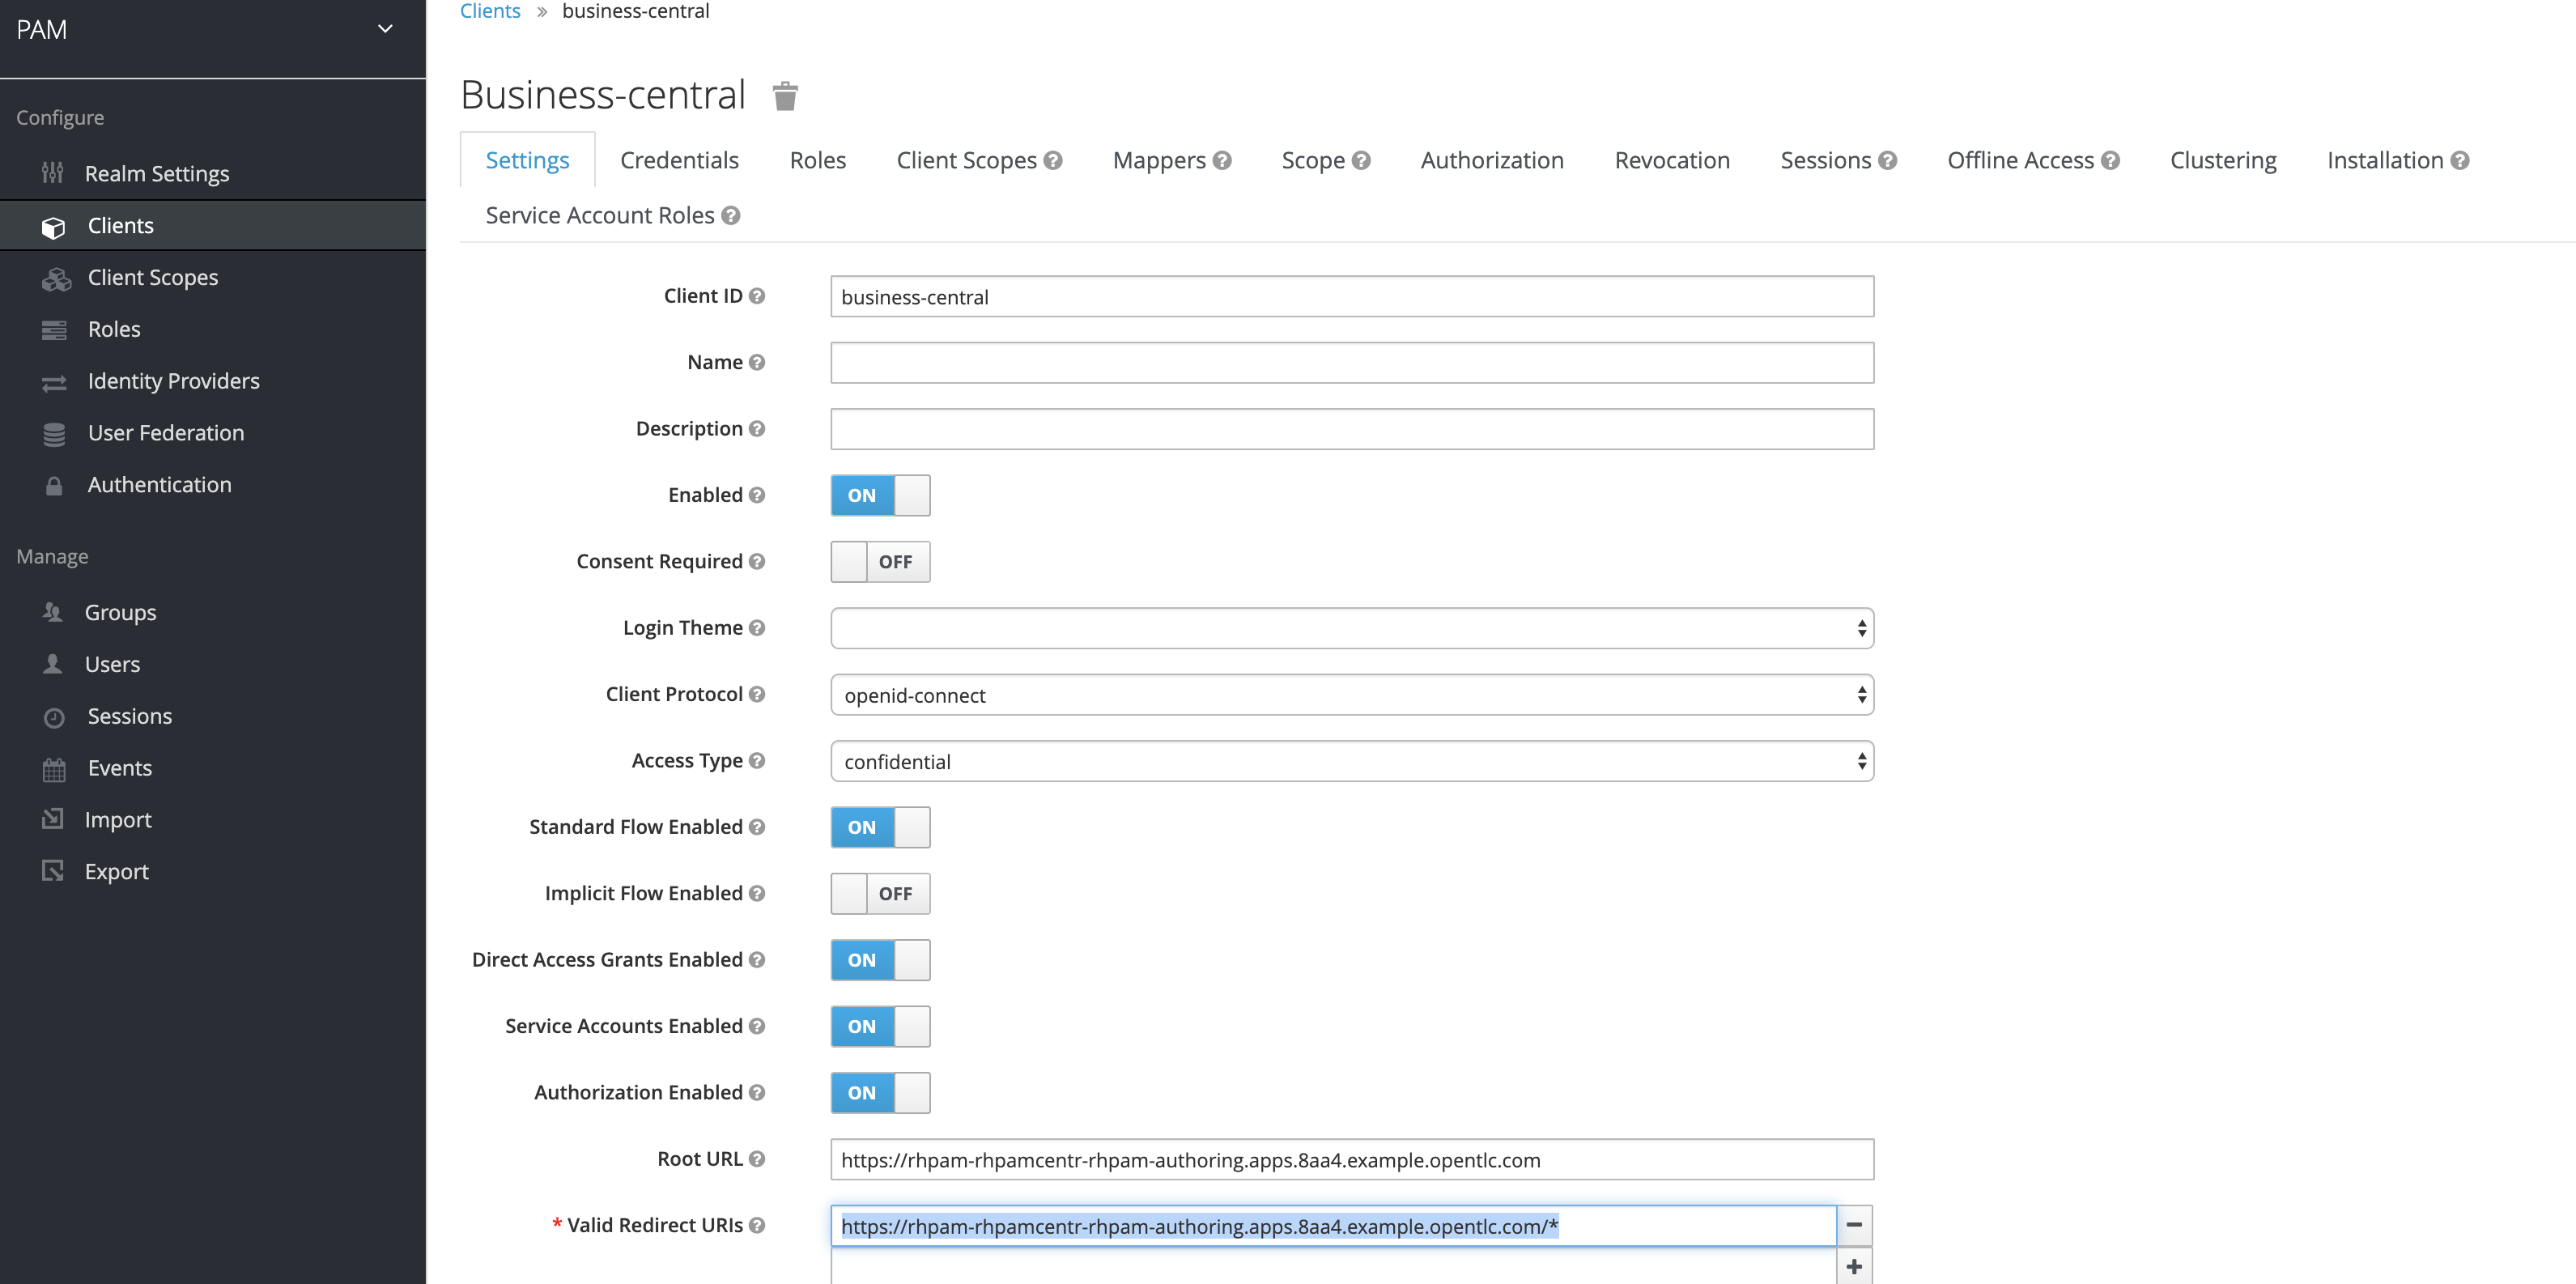 PAM
Configure
Realm Settings
Clients
Client Scopes
Roles
Identity Providers
User Federation
Authentication
Manage
Groups
Users
Sessions
Events
Import
Export
Clients » business-central
Business-central
Settings Credentials Roles Client Scopes Mappers Scope Authorization Revocation Sessions Offline Access Clustering Installation
Service Account Roles
Client ID business-central
Name
Description
Enabled ON
Consent Required OFF
Login Theme
Client Protocol openid-connect
Access Type confidential
Standard Flow Enabled ON
Implicit Flow Enabled OFF
Direct Access Grants Enabled ON
Service Accounts Enabled ON
Authorization Enabled ON
Root URL https://rhpam-rhpamcentr-rhpam-authoring.apps.8aa4.example.opentlc.com
* Valid Redirect URIs https://rhpam-rhpamcentr-rhpam-authoring.apps.8aa4.example.opentlc.com/*